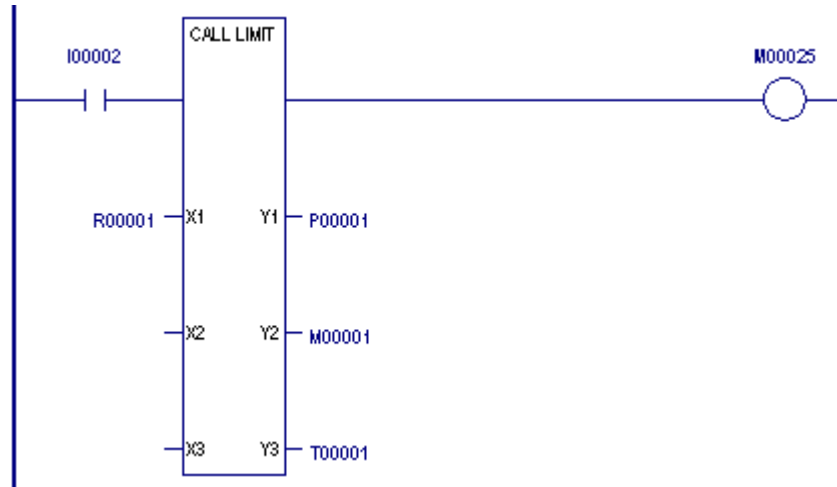 CALL LIMIT
I00002
M00025
R00001 X1 Y1 P00001
X2 Y2 M00001
X3 Y3 T00001